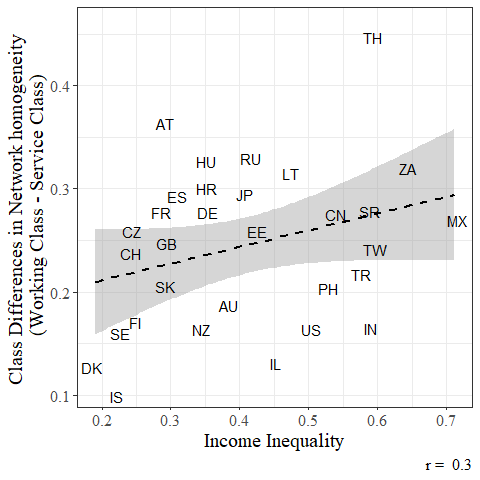 Class Differences in Network homogeneity
(Working Class - Service Class)
TH
0.4
AT
RU
HU
ZA
LT
0.3
HR
ES
JP
FR
DE
CN
SR
MX
CZ
EE
GB
CH
TW
TR
SK
PH
0.2
AU
FI
SE
NZ
US
IN
DK
IL
IS
0.1
0.2 0.3 0.4 0.5 0.6 0.7
Income Inequality
r = 0.3